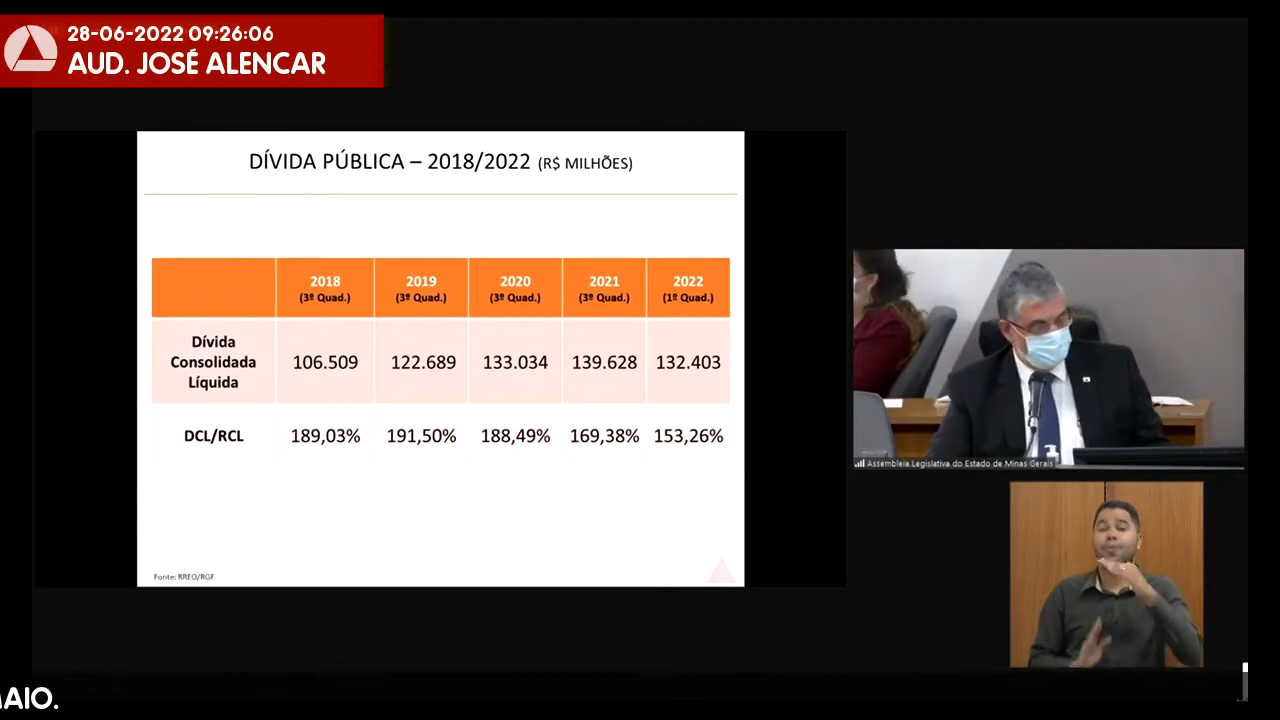 28-06-2022 09:26:06
AUD. JOSÉ ALENCAR
DÍVIDA PÚBLICA – 2018/2022 (R$ MILHÕES)
2018 2019 2020 2021 2022
(3º Quad.) (3º Quad.) (3º Quad.) (3º Quad.) (1º Quad.)
Dívida
Consolidada
Líquida
106.509 122.689 133.034 139.628 132.403
DCL/RCL 189,03% 191,50% 188,49% 169,38% 153,26%
Fonte: RREO/RGF
Assembleia Legislativa do Estado de Minas Gerais
MAIO.